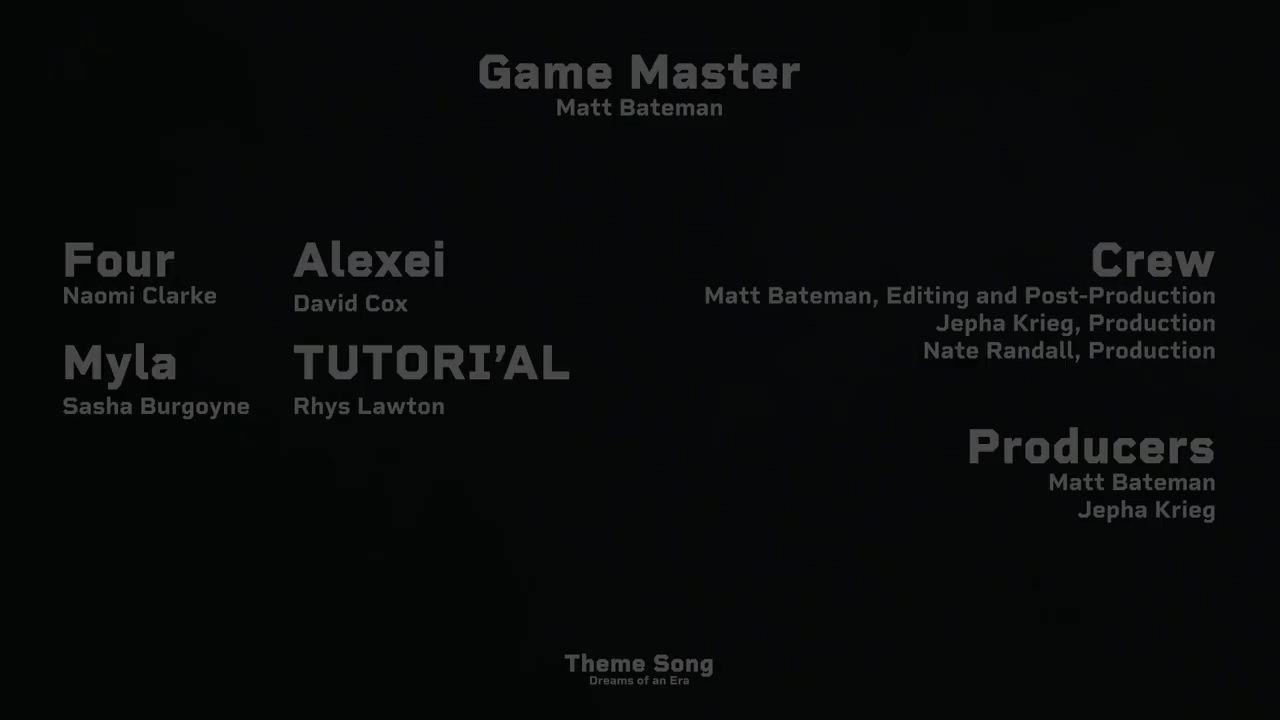 Game Master
Matt Bateman
Four
Naomi Clarke
Alexei
David Cox
Myla
Sasha Burgoyne
TUTORI’AL
Rhys Lawton
Crew
Matt Bateman, Editing and Post-Production
Jepha Krieg, Production
Nate Randall, Production
Producers
Matt Bateman
Jepha Krieg
Theme Song
Dreams of an Era